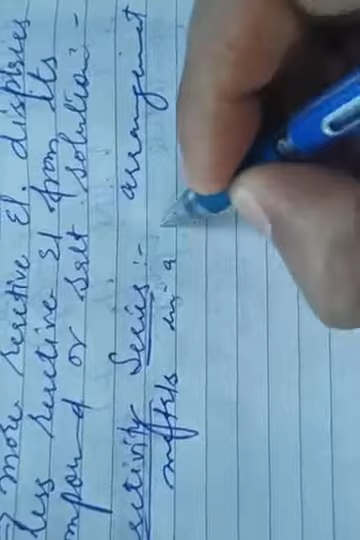 more reactive El. displaces
less reactive El from its
mpound or salt solution:-
activity Series:- arrangement
metals in a